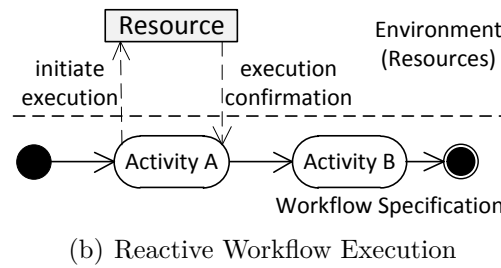 Resource
Environment
(Resources)
initiate
execution
execution
confirmation
Activity A
Activity B
Workflow Specification
(b) Reactive Workflow Execution